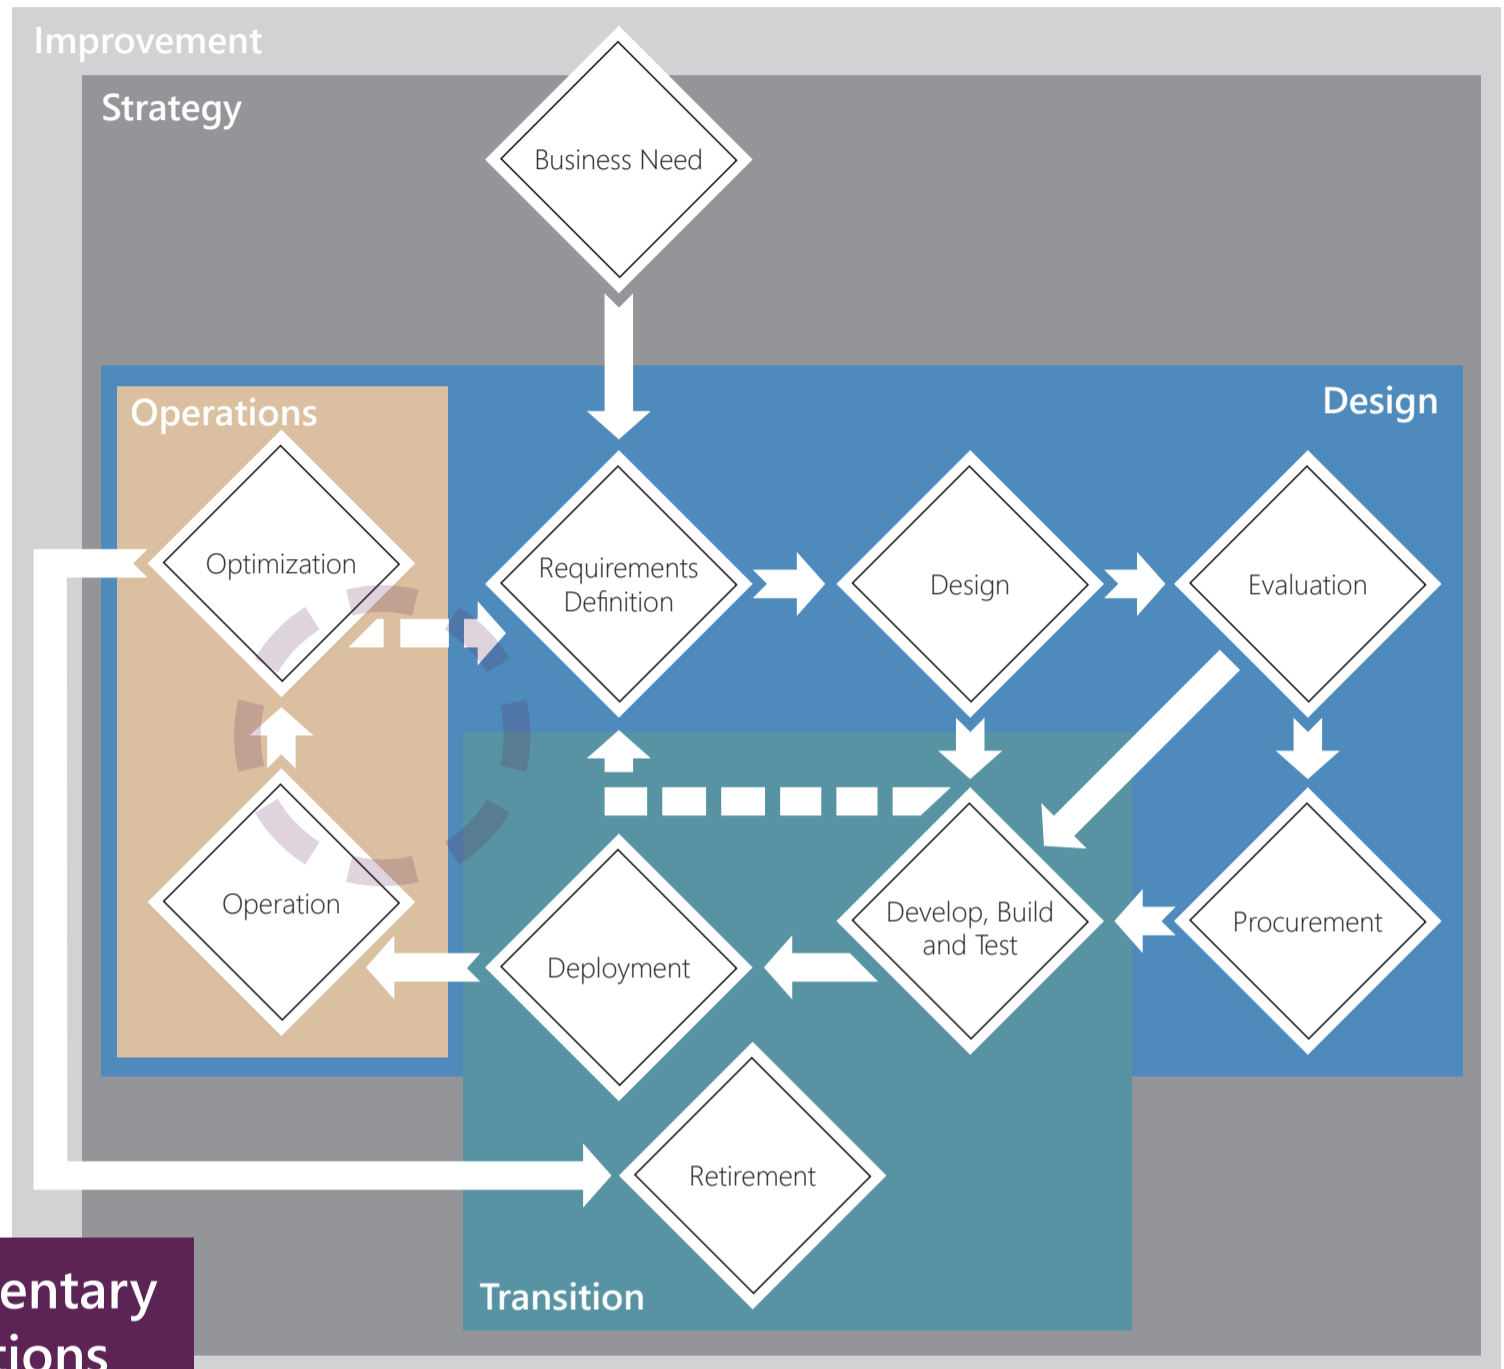 Improvement
Strategy
Business Need
Operations
Design
Optimization
Requirements
Definition
Design
Evaluation
Operation
Deployment
Develop, Build
and Test
Procurement
Retirement
Transition
entary
tions